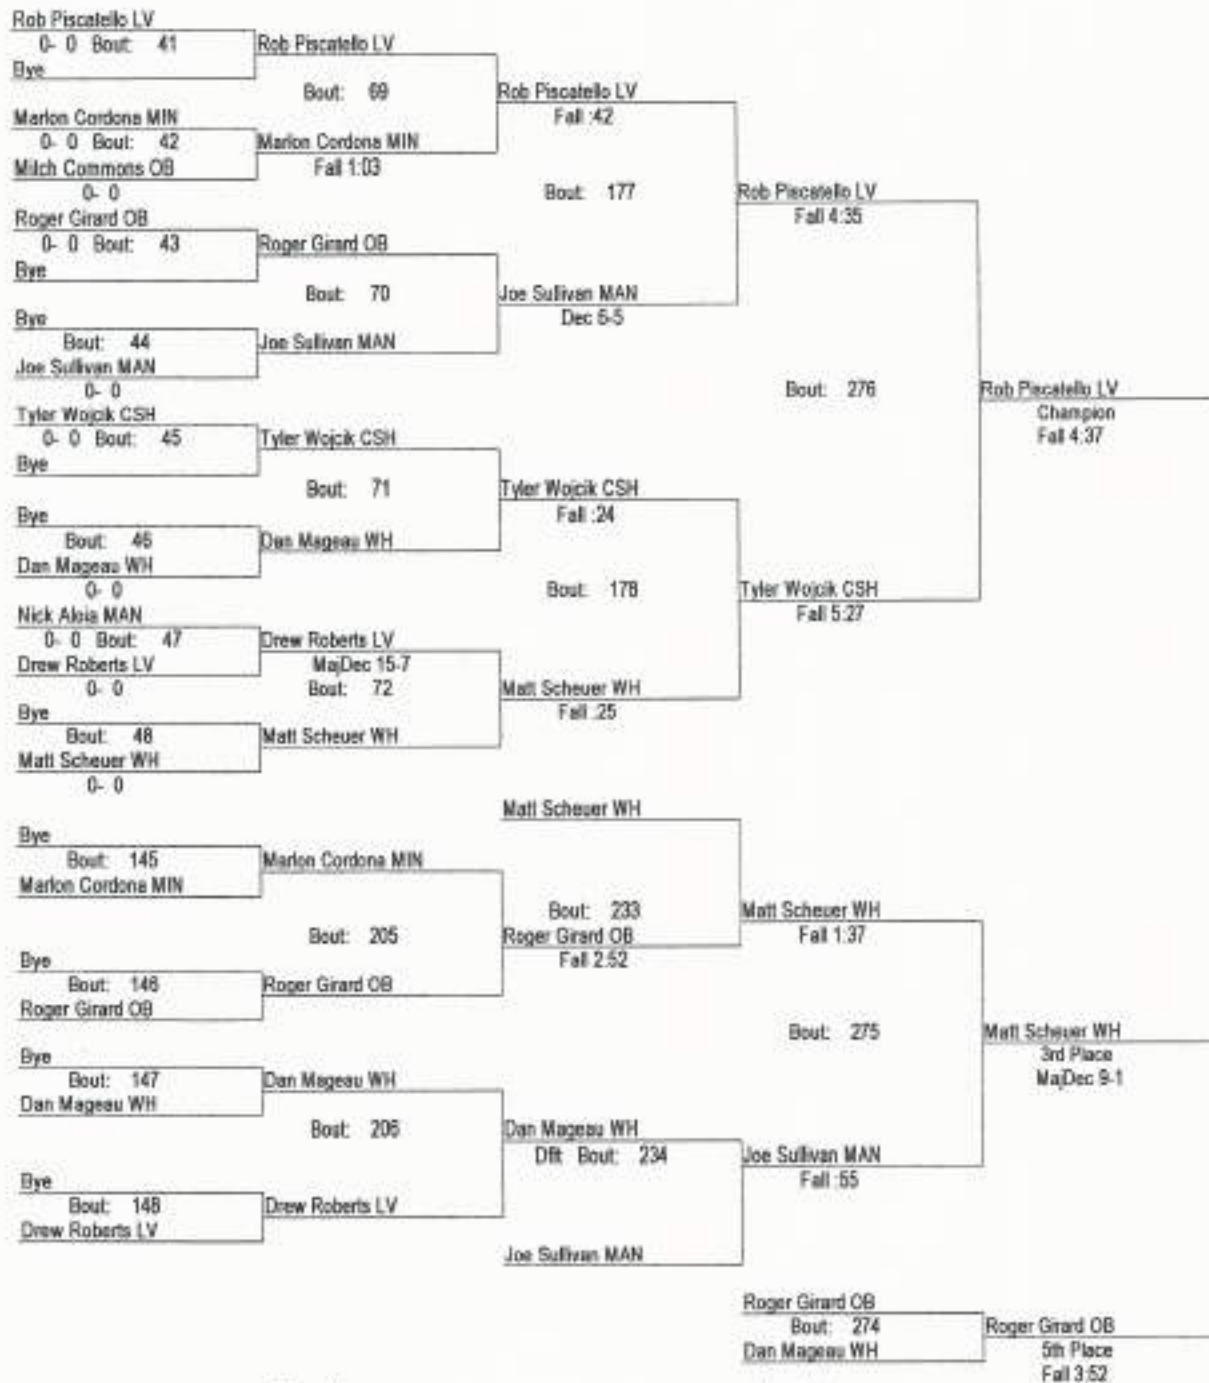 Rob Piscatello LV
0- 0 Bout: 41
Bye
Rob Piscatello LV
Bout: 69
Marlon Cordona MIN
0- 0 Bout: 42
Mitch Commons OB
0- 0
Marlon Cordona MIN
Fall 1:03
Rob Piscatello LV
Fall :42
Bout: 177
Roger Girard OB
0- 0 Bout: 43
Bye
Roger Girard OB
Bout: 70
Bye
Bout: 44
Joe Sullivan MAN
0- 0
Joe Sullivan MAN
Joe Sullivan MAN
Dec 6-5
Rob Piscatello LV
Fall 4:35
Bout: 276
Tyler Wojcik CSH
0- 0 Bout: 45
Bye
Tyler Wojcik CSH
Bout: 71
Bye
Bout: 46
Dan Mageau WH
0- 0
Dan Mageau WH
Tyler Wojcik CSH
Fall :24
Bout: 178
Nick Aloia MAN
0- 0 Bout: 47
Drew Roberts LV
0- 0
Drew Roberts LV
MajDec 15-7
Bout: 72
Bye
Bout: 48
Matt Scheuer WH
0- 0
Matt Scheuer WH
Matt Scheuer WH
Fall :25
Tyler Wojcik CSH
Fall 5:27
Rob Piscatello LV
Champion
Fall 4:37
Matt Scheuer WH
Bye
Bout: 145
Marlon Cordona MIN
Marlon Cordona MIN
Bout: 205
Bye
Bout: 146
Roger Girard OB
Roger Girard OB
Bout: 233
Roger Girard OB
Fall 2:52
Matt Scheuer WH
Fall 1:37
Bout: 275
Bye
Bout: 147
Dan Mageau WH
Dan Mageau WH
Bout: 206
Bye
Bout: 148
Drew Roberts LV
Drew Roberts LV
Dan Mageau WH
Dflt Bout: 234
Joe Sullivan MAN
Joe Sullivan MAN
Fall :55
Matt Scheuer WH
3rd Place
MajDec 9-1
Roger Girard OB
Bout: 274
Dan Mageau WH
Roger Girard OB
5th Place
Fall 3:52